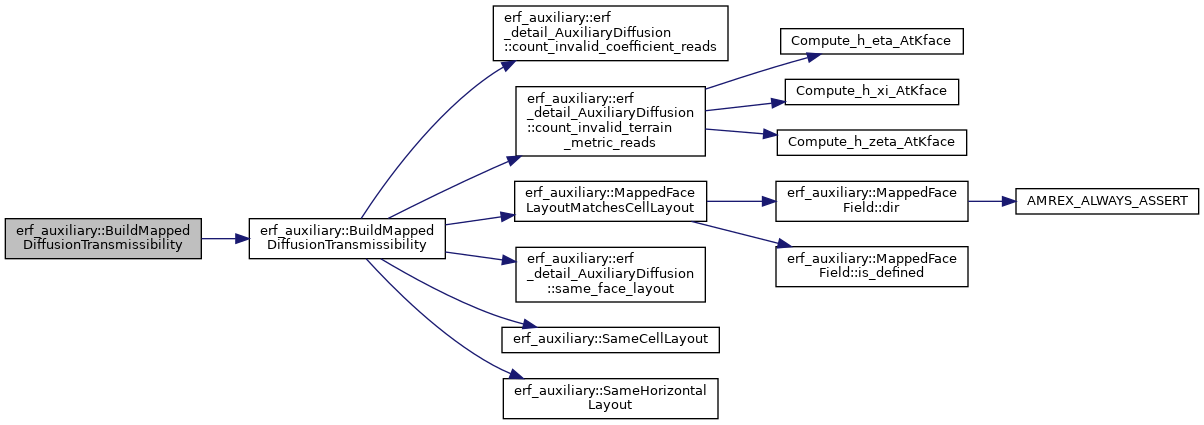 erf_auxiliary::BuildMapped
DiffusionTransmissibility
erf_auxiliary::BuildMapped
DiffusionTransmissibility
erf_auxiliary::erf
_detail_AuxiliaryDiffusion
::count_invalid_coefficient_reads
erf_auxiliary::erf
_detail_AuxiliaryDiffusion
::count_invalid_terrain
_metric_reads
Compute_h_eta_AtKface
Compute_h_xi_AtKface
Compute_h_zeta_AtKface
erf_auxiliary::MappedFace
LayoutMatchesCellLayout
erf_auxiliary::MappedFace
Field::dir
AMREX_ALWAYS_ASSERT
erf_auxiliary::MappedFace
Field::is_defined
erf_auxiliary::erf
_detail_AuxiliaryDiffusion
::same_face_layout
erf_auxiliary::SameCellLayout
erf_auxiliary::SameHorizontal
Layout